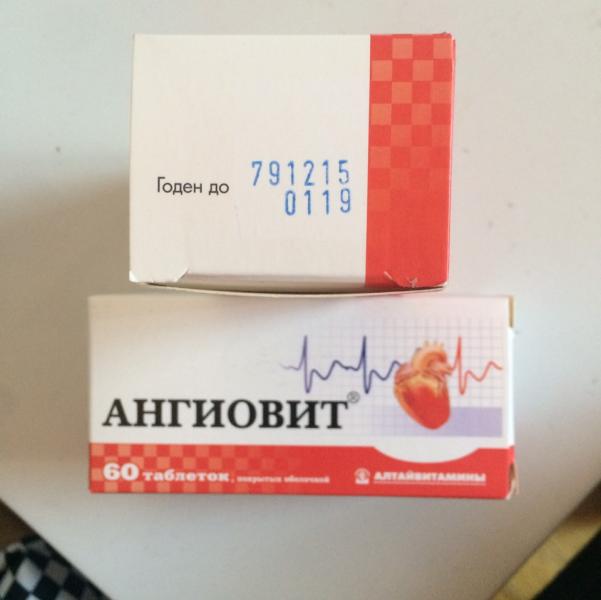 Годен до 791215
0119
АНГИОВИТ®
60 таблеток, покрытых оболочкой
АЛТАЙВИТАМИНЫ